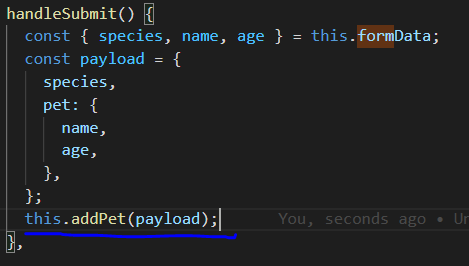 handleSubmit() {
const { species, name, age } = this.formData;
const payload = {
species,
pet: {
name,
age,
},
};
this.addPet(payload); You, seconds ago • Un
},